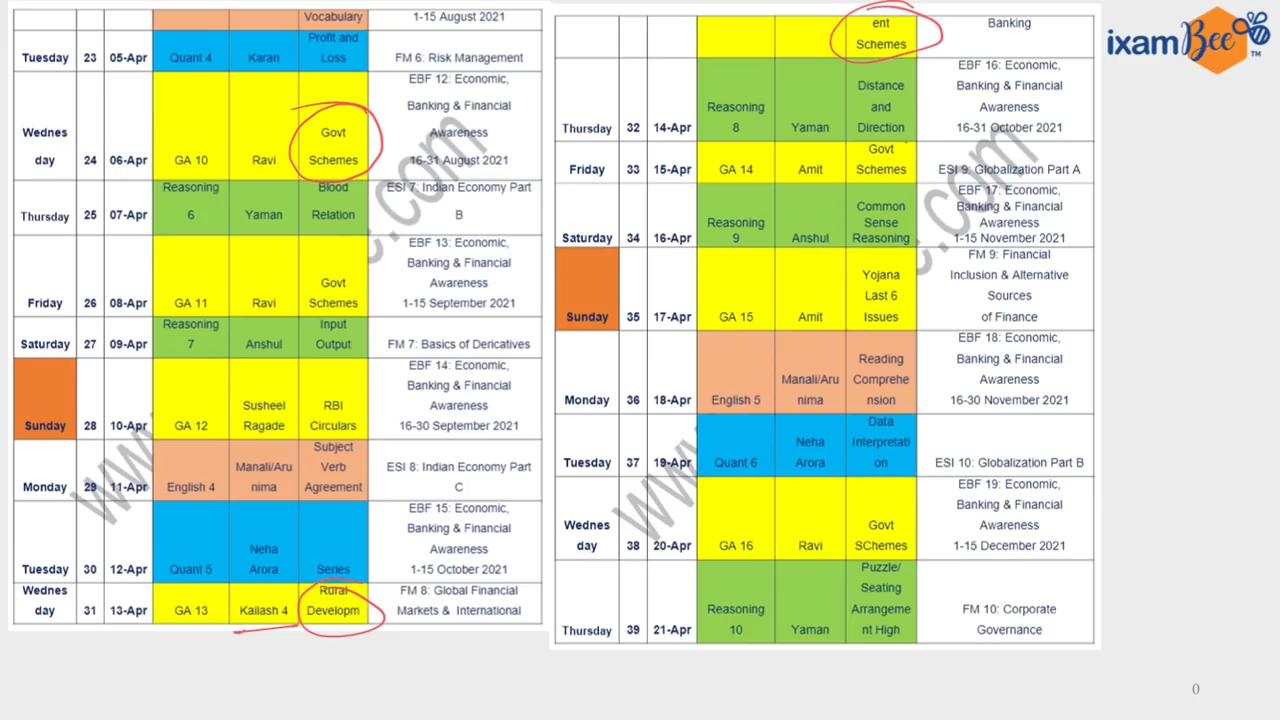 Vocabulary 1-15 August 2021
Profit and
Tuesday 23 05-Apr Quant 4 Karan Loss FM 6: Risk Management
EBF 12: Economic,
Banking & Financial
Wednes Govt Awareness
day 24 06-Apr GA 10 Ravi Schemes 16-31 August 2021
Reasoning Blood ESI 7: Indian Economy Part
Thursday 25 07-Apr 6 Yaman Relation B
EBF 13: Economic,
Banking & Financial
Govt Awareness
Friday 26 08-Apr GA 11 Ravi Schemes 1-15 September 2021
Reasoning Input
Saturday 27 09-Apr 7 Anshul Output FM 7: Basics of Dericatives
EBF 14: Economic,
Banking & Financial
Susheel RBI Awareness
Sunday 28 10-Apr GA 12 Ragade Circulars 16-30 September 2021
Subject
Manali/Aru Verb ESI 8: Indian Economy Part
Monday 29 11-Apr English 4 nima Agreement C
EBF 15: Economic,
Banking & Financial
Neha Awareness
Tuesday 30 12-Apr Quant 5 Arora Series 1-15 October 2021
Wednes Rural FM 8: Global Financial
day 31 13-Apr GA 13 Kailash 4 Developm Markets & International
ent Banking
Schemes
EBF 16: Economic,
Distance Banking & Financial
Reasoning and Awareness
Thursday 32 14-Apr 8 Yaman Direction 16-31 October 2021
Govt
Friday 33 15-Apr GA 14 Amit Schemes ESI 9: Globalization Part A
EBF 17: Economic,
Common Banking & Financial
Reasoning Sense Awareness
Saturday 34 16-Apr 9 Anshul Reasoning 1-15 November 2021
FM 9: Financial
Yojana Inclusion & Alternative
Last 6 Sources
Sunday 35 17-Apr GA 15 Amit Issues of Finance
EBF 18: Economic,
Reading Banking & Financial
Manali/Aru Comprehe Awareness
Monday 36 18-Apr English 5 nima nsion 16-30 November 2021
Data
Neha Interpretati
Tuesday 37 19-Apr Quant 6 Arora on ESI 10: Globalization Part B
EBF 19: Economic,
Banking & Financial
Wednes Govt Awareness
day 38 20-Apr GA 16 Ravi SChemes 1-15 December 2021
Puzzle/
Seating
Reasoning Arrangeme FM 10: Corporate
Thursday 39 21-Apr 10 Yaman nt High Governance
ixamBee
TM
0